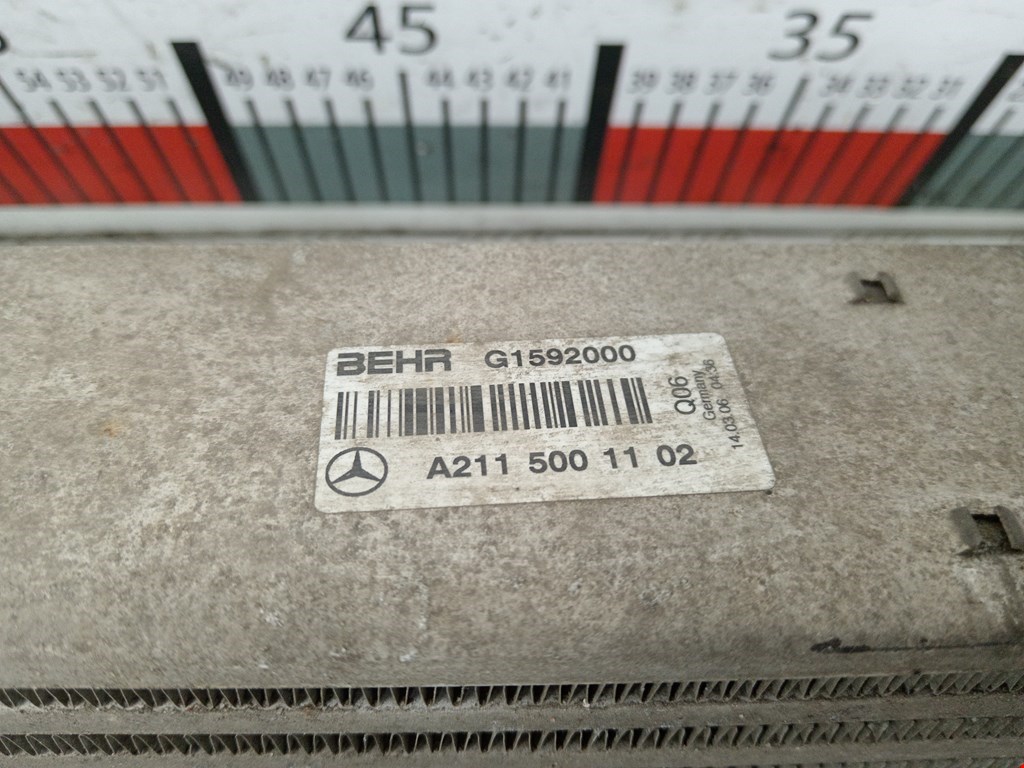 45 35
54 53 52 51 49 48 47 46 44 43 42 41 39 38 37 36 34 33 32 31
BEHR G1592000
A211 500 11 02
Q06
Germany
14.03.06 04:36